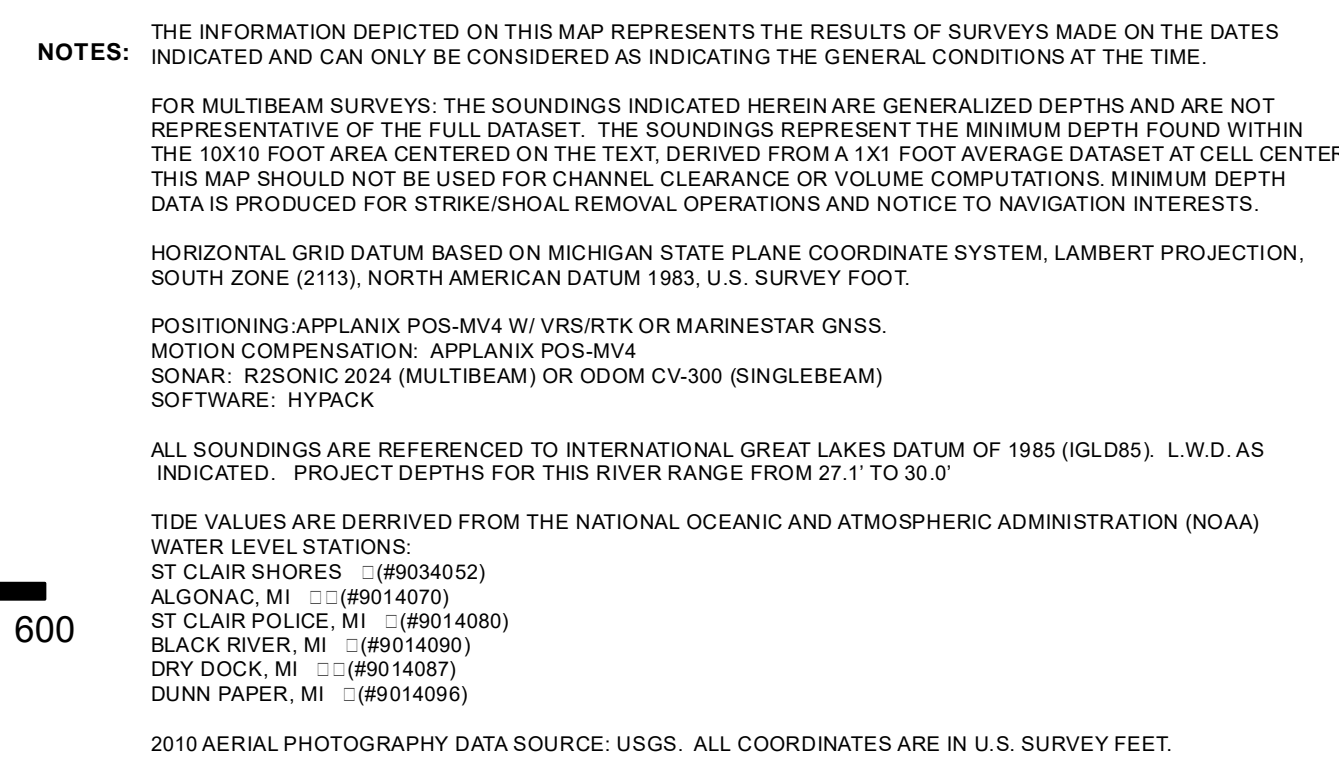 THE INFORMATION DEPICTED ON THIS MAP REPRESENTS THE RESULTS OF SURVEYS MADE ON THE DATES
NOTES: INDICATED AND CAN ONLY BE CONSIDERED AS INDICATING THE GENERAL CONDITIONS AT THE TIME.
FOR MULTIBEAM SURVEYS: THE SOUNDINGS INDICATED HEREIN ARE GENERALIZED DEPTHS AND ARE NOT
REPRESENTATIVE OF THE FULL DATASET. THE SOUNDINGS REPRESENT THE MINIMUM DEPTH FOUND WITHIN
THE 10X10 FOOT AREA CENTERED ON THE TEXT, DERIVED FROM A 1X1 FOOT AVERAGE DATASET AT CELL CENTER
THIS MAP SHOULD NOT BE USED FOR CHANNEL CLEARANCE OR VOLUME COMPUTATIONS. MINIMUM DEPTH
DATA IS PRODUCED FOR STRIKE/SHOAL REMOVAL OPERATIONS AND NOTICE TO NAVIGATION INTERESTS.
HORIZONTAL GRID DATUM BASED ON MICHIGAN STATE PLANE COORDINATE SYSTEM, LAMBERT PROJECTION,
SOUTH ZONE (2113), NORTH AMERICAN DATUM 1983, U.S. SURVEY FOOT.
POSITIONING:APPLANIX POS-MV4 W/ VRS/RTK OR MARINESTAR GNSS.
MOTION COMPENSATION: APPLANIX POS-MV4
SONAR: R2SONIC 2024 (MULTIBEAM) OR ODOM CV-300 (SINGLEBEAM)
SOFTWARE: HYPACK
ALL SOUNDINGS ARE REFERENCED TO INTERNATIONAL GREAT LAKES DATUM OF 1985 (IGLD85). L.W.D. AS
INDICATED. PROJECT DEPTHS FOR THIS RIVER RANGE FROM 27.1' TO 30.0'
TIDE VALUES ARE DERRIVED FROM THE NATIONAL OCEANIC AND ATMOSPHERIC ADMINISTRATION (NOAA)
WATER LEVEL STATIONS:
ST CLAIR SHORES □(#9034052)
ALGONAC, MI □□(#9014070)
ST CLAIR POLICE, MI □(#9014080)
600
BLACK RIVER, MI □(#9014090)
DRY DOCK, MI □□(#9014087)
DUNN PAPER, MI □(#9014096)
2010 AERIAL PHOTOGRAPHY DATA SOURCE: USGS. ALL COORDINATES ARE IN U.S. SURVEY FEET.